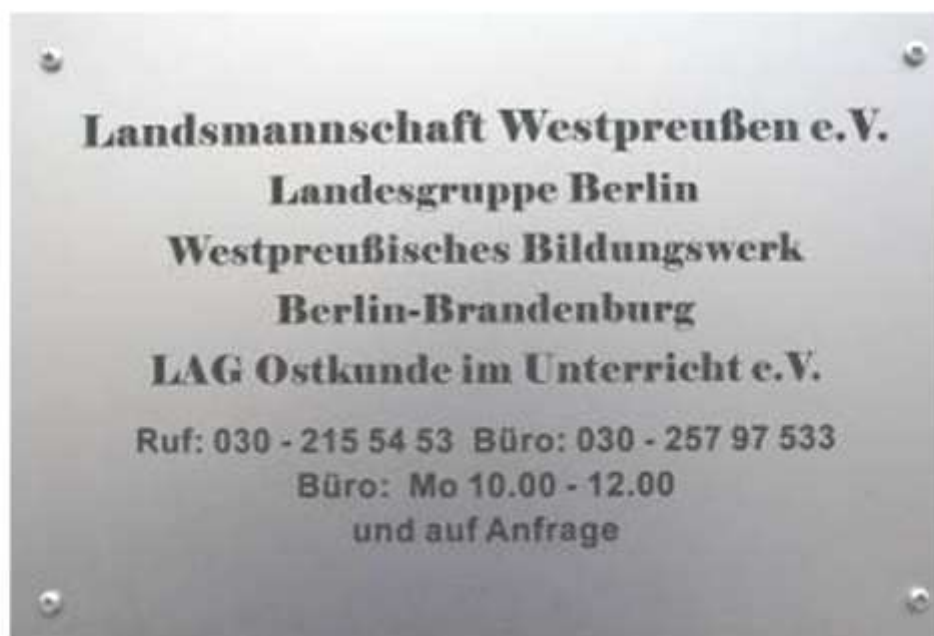 Landsmannschaft Westpreußen e.V.
Landesgruppe Berlin
Westpreußisches Bildungswerk
Berlin-Brandenburg
LAG Ostkunde im Unterricht e.V.
Ruf: 030 - 215 54 53 Büro: 030 - 257 97 533
Büro: Mo 10.00 - 12.00
und auf Anfrage